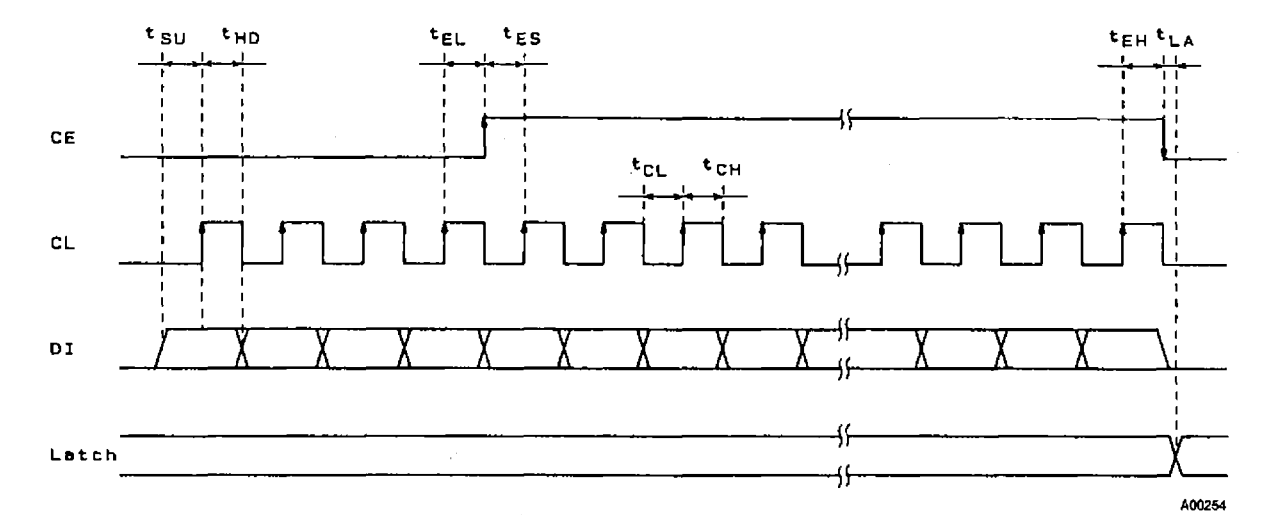 tSU tHD tEL tES tEH tLA
CE
tCL tCH
CL
DI
Latch
A00254